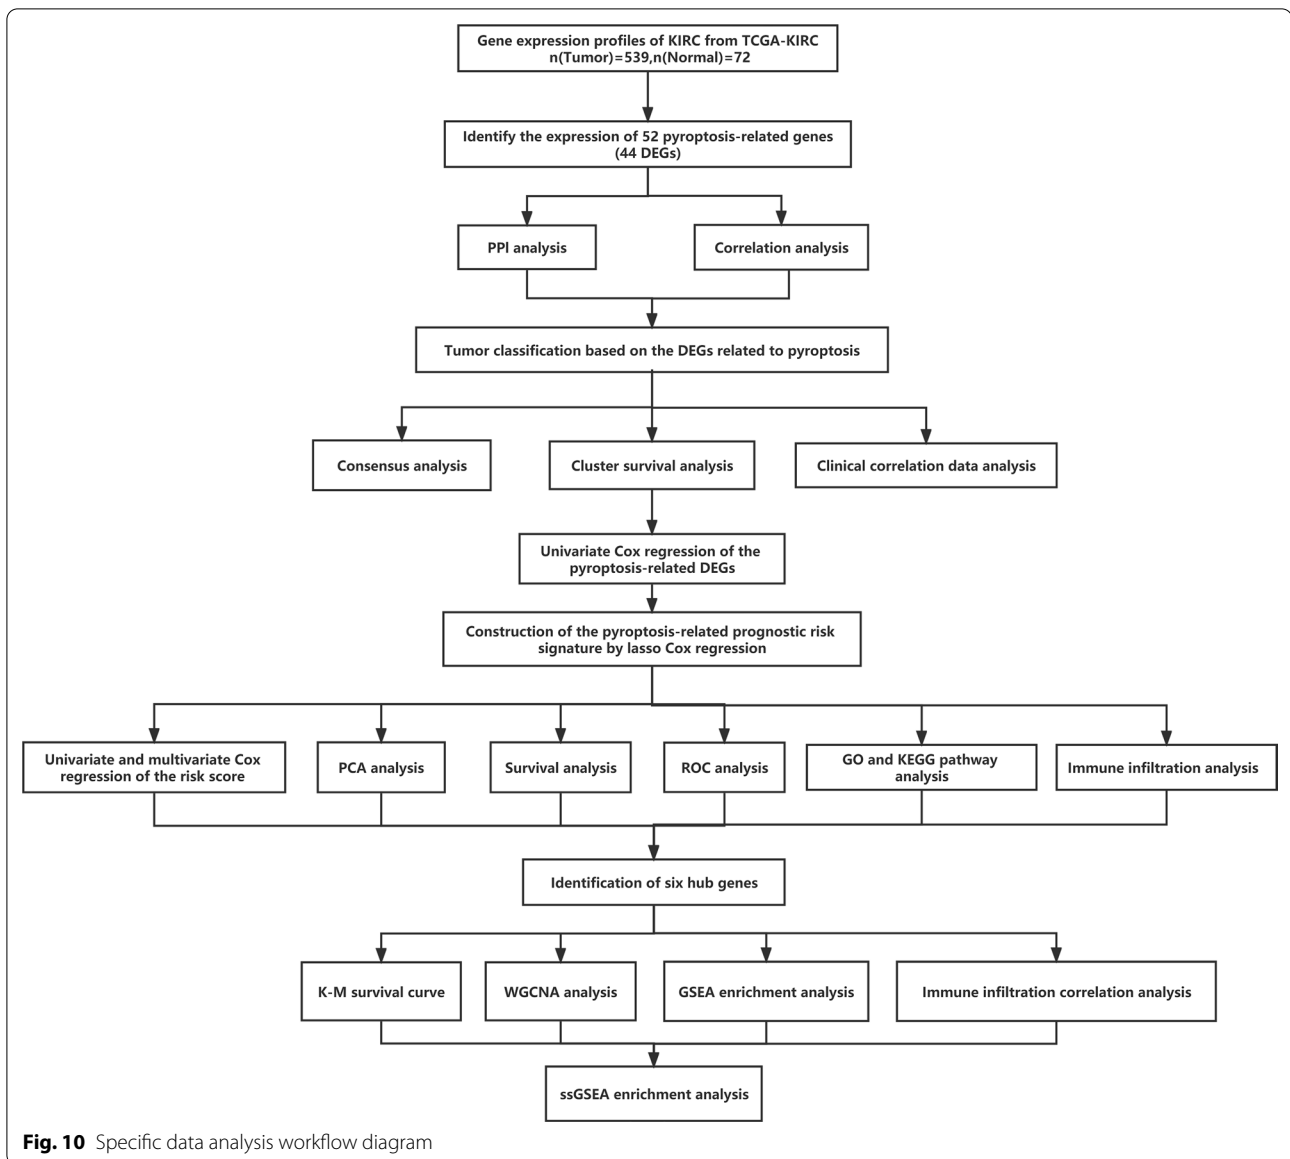 Gene expression profiles of KIRC from TCGA-KIRC
n(Tumor)=539,n(Normal)=72
Identify the expression of 52 pyroptosis-related genes
(44 DEGs)
PPl analysis
Correlation analysis
Tumor classification based on the DEGs related to pyroptosis
Consensus analysis
Cluster survival analysis
Clinical correlation data analysis
Univariate Cox regression of the
pyroptosis-related DEGs
Construction of the pyroptosis-related prognostic risk
signature by lasso Cox regression
Univariate and multivariate Cox
regression of the risk score
PCA analysis
Survival analysis
ROC analysis
GO and KEGG pathway
analysis
Immune infiltration analysis
Identification of six hub genes
K-M survival curve
WGCNA analysis
GSEA enrichment analysis
Immune infiltration correlation analysis
ssGSEA enrichment analysis
Fig. 10 Specific data analysis workflow diagram